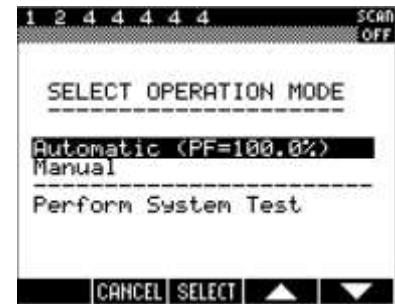 1 2 4 4 4 4 4 SCAN
OFF
SELECT OPERATION MODE
Automatic (PF=100.0%)
Manual
Perform System Test
CANCEL SELECT